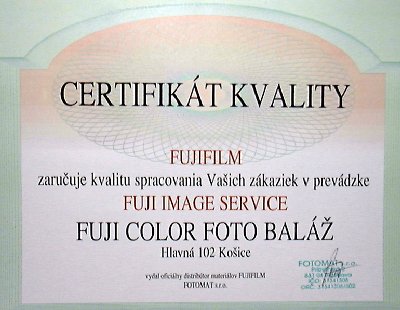 CERTIFIKÁT KVALITY
FUJIFILM
zaručuje kvalitu spracovania Vašich zákaziek v prevádzke
FUJI IMAGE SERVICE
FUJI COLOR FOTO BALÁŽ
Hlavná 102 Košice
vydal oficiálny distribútor materiálov FUJIFILM
FOTOMAT s.r.o.
FOTOMAT s.r.o.